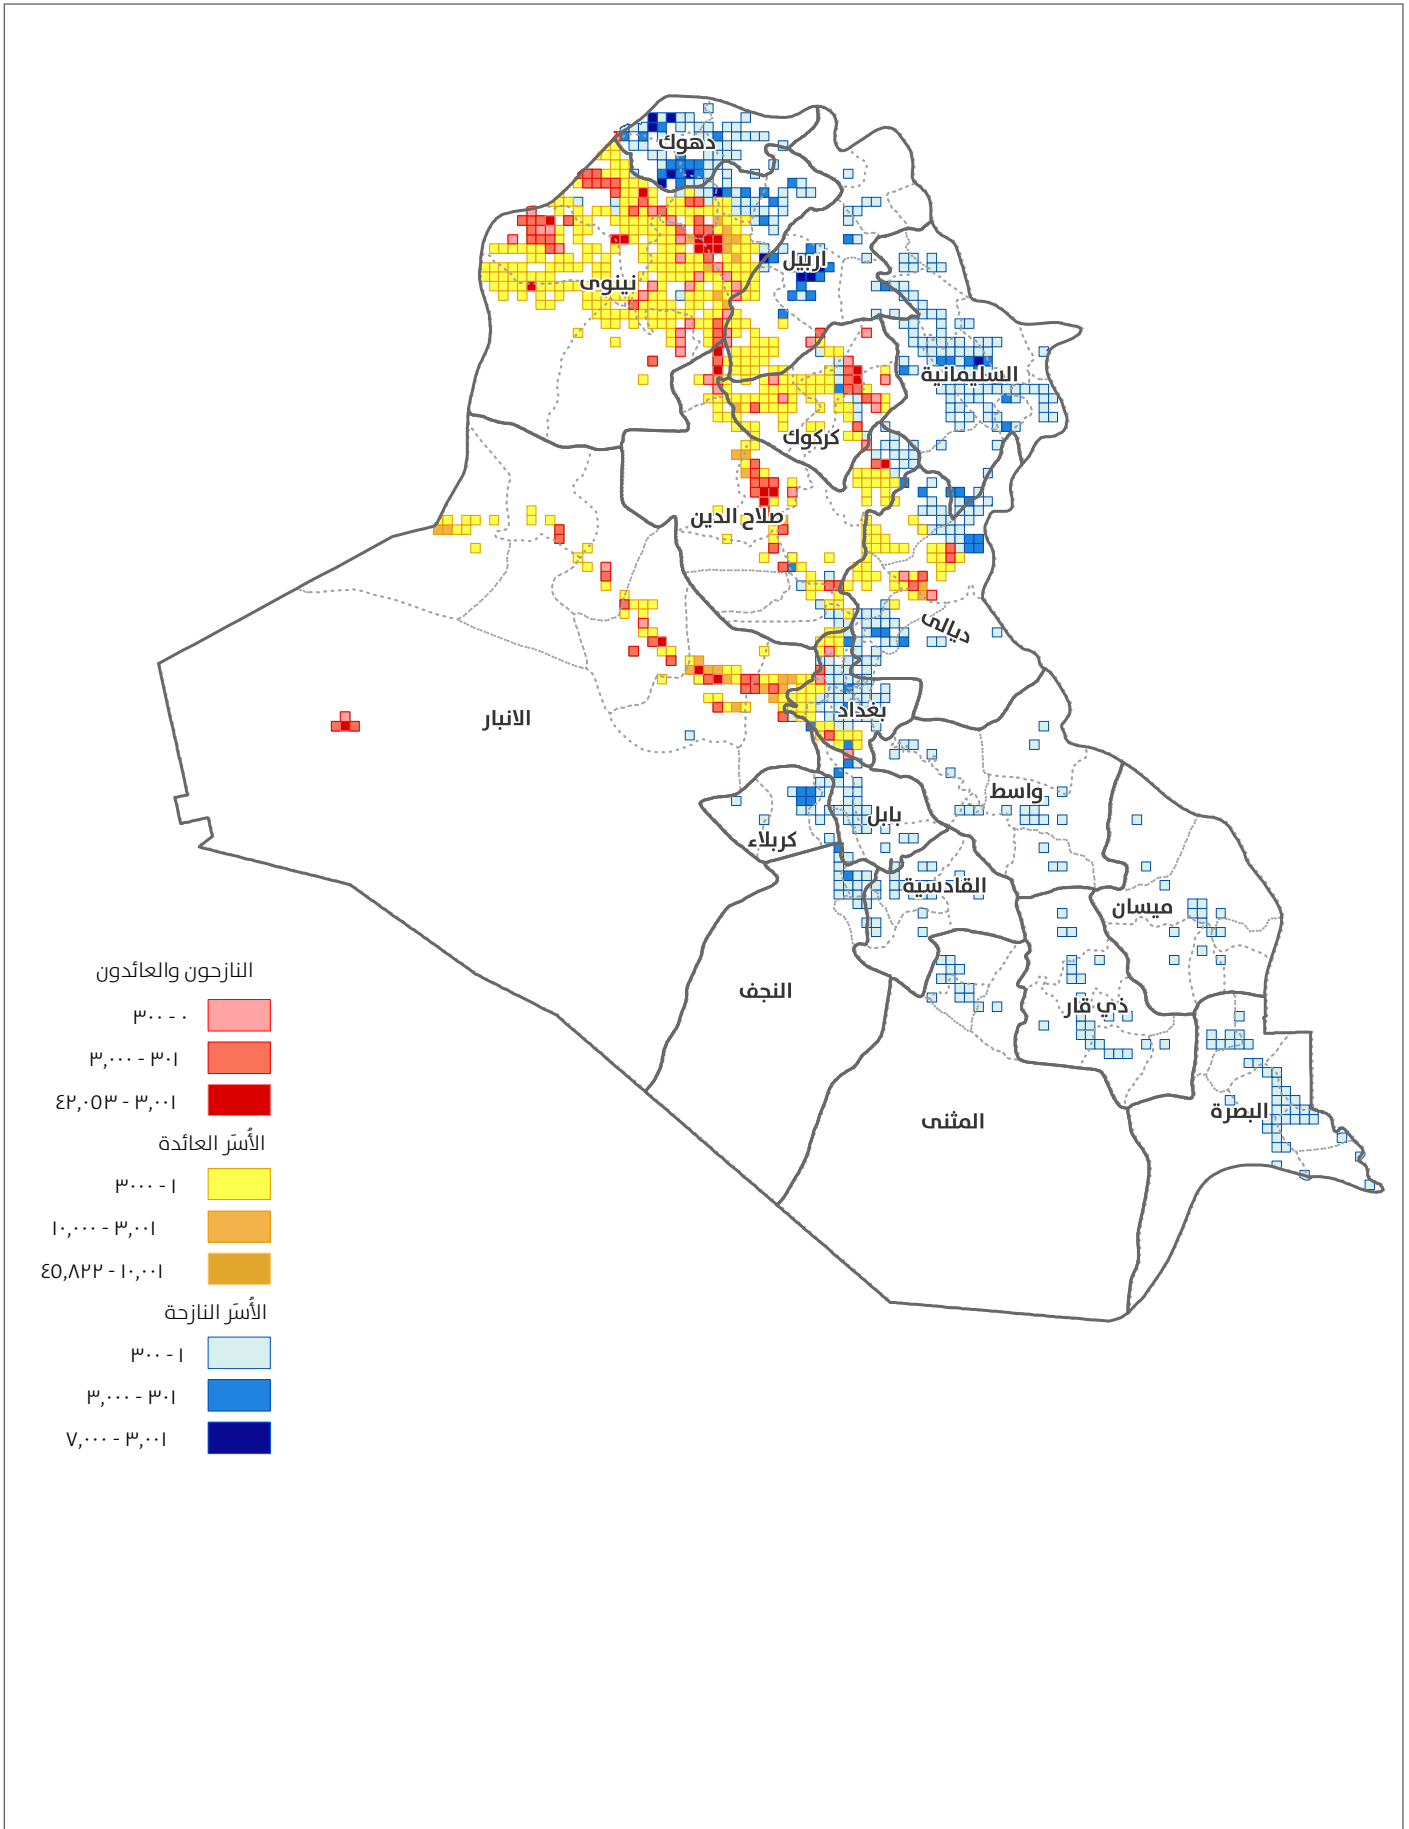 دهوك
اربيل
نينوى
السليمانية
كركوك
صلاح الدين
ديالى
بغداد
الانبار
واسط
بابل
كربلاء
القادسية
ميسان
النجف
ذي قار
المثنى
البصرة
النازحون والعائدون
٠ - ٣٠٠
٣٠١ - ٣,٠٠٠
٣,٠٠١ - ٤٢,٠٥٣
الأُسَر العائدة
١ - ٣٠٠٠
٣,٠٠١ - ١٠,٠٠٠
١٠,٠٠١ - ٤٥,٨٢٢
الأُسَر النازحة
١ - ٣٠٠
٣٠١ - ٣,٠٠٠
٣,٠٠١ - ٧,٠٠٠